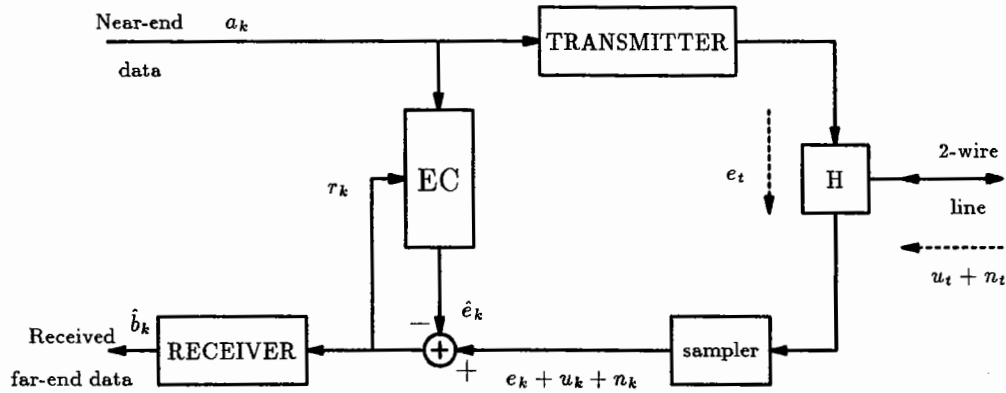 Near-end a_k
TRANSMITTER
data
EC
r_k
e_t
H
2-wire
line
u_t + n_t
b̂_k
− ê_k
Received
RECEIVER
+
sampler
+
far-end data
e_k + u_k + n_k